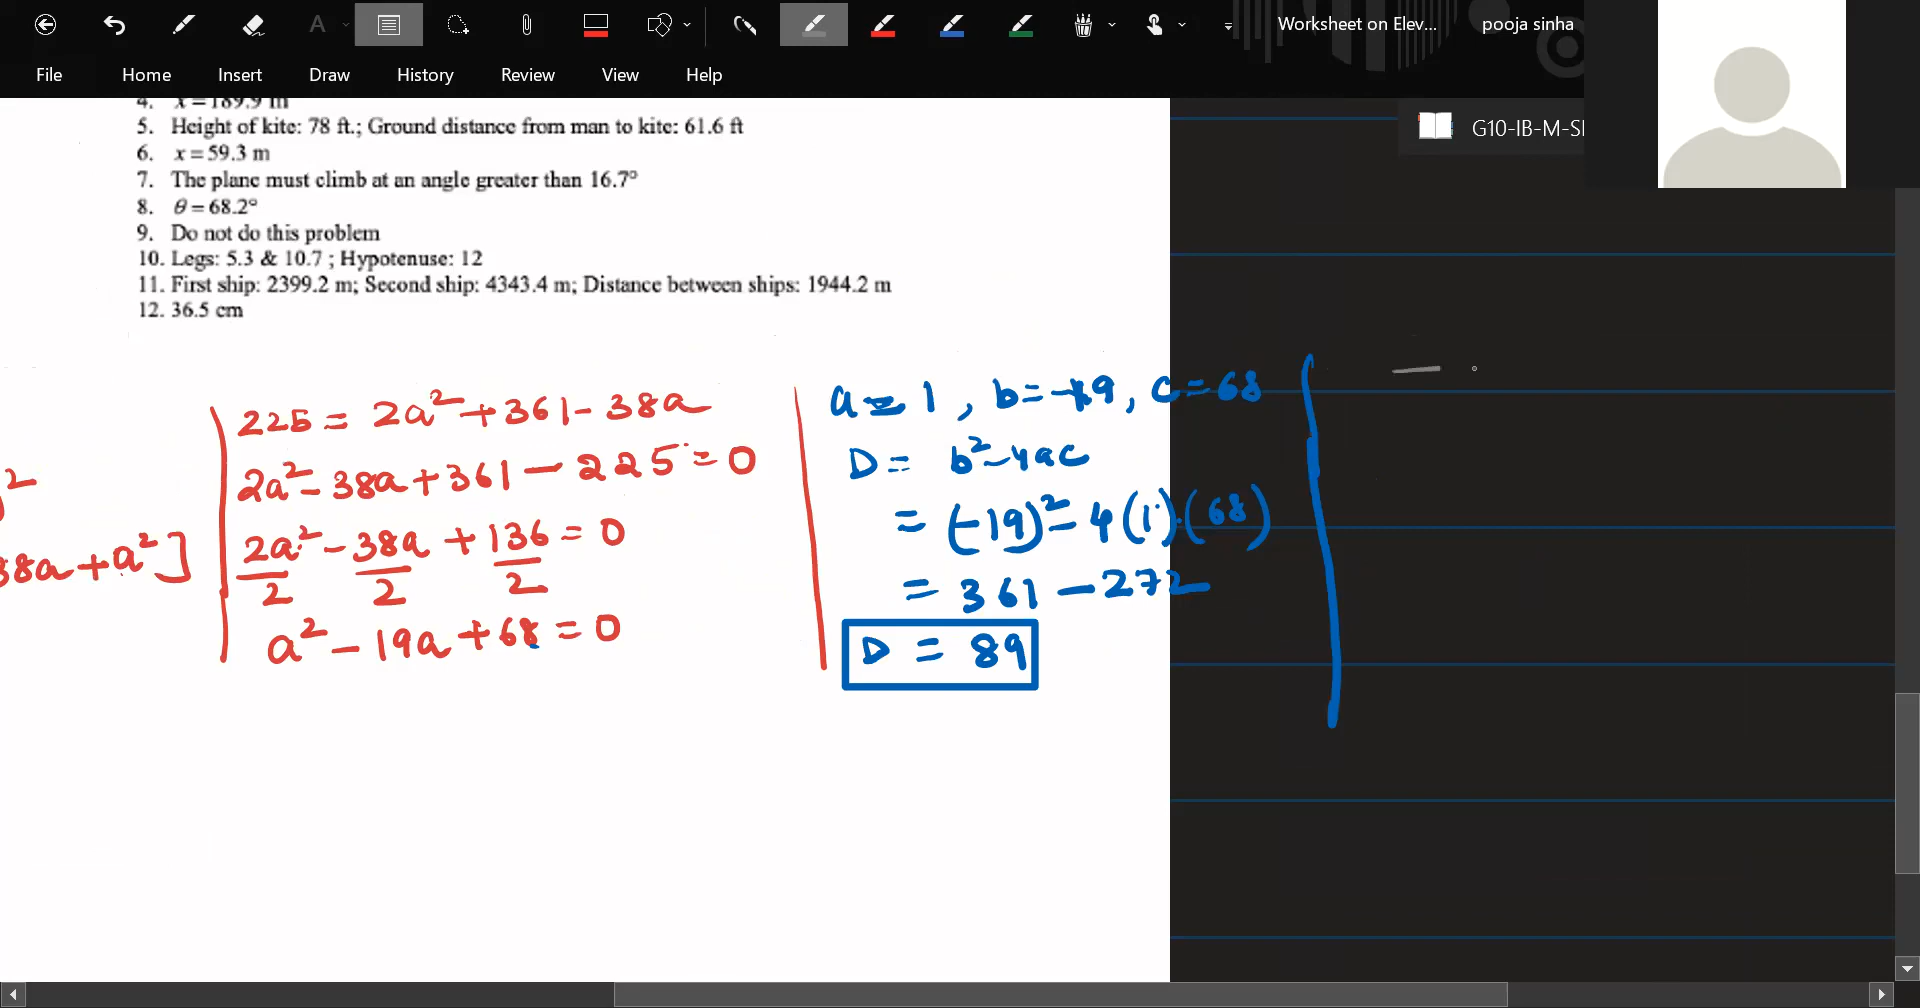 Worksheet on Elev... pooja sinha
File Home Insert Draw History Review View Help
G10-IB-M-SI
4. x = 189.9 m
5. Height of kite: 78 ft.; Ground distance from man to kite: 61.6 ft
6. x = 59.3 m
7. The plane must climb at an angle greater than 16.7°
8. θ = 68.2°
9. Do not do this problem
10. Legs: 5.3 & 10.7 ; Hypotenuse: 12
11. First ship: 2399.2 m; Second ship: 4343.4 m; Distance between ships: 1944.2 m
12. 36.5 cm
38a + a²]
225 = 2a² + 361 - 38a
2a² - 38a + 361 - 225 = 0
2a²/2 - 38a/2 + 136/2 = 0
a² - 19a + 68 = 0
a = 1 , b = -19, c = 68
D = b² - 4ac
= (-19)² - 4(1)·(68)
= 361 - 272
D = 89